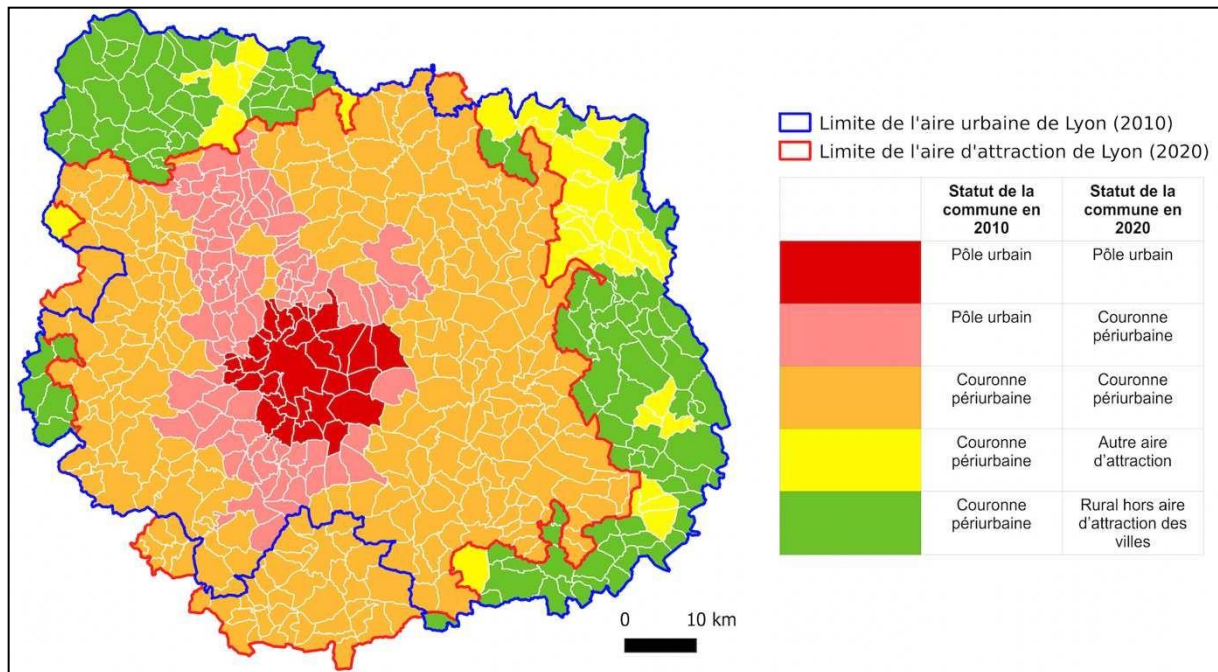 Limite de l'aire urbaine de Lyon (2010)
Limite de l'aire d'attraction de Lyon (2020)
Statut de la
commune en
2010
Statut de la
commune en
2020
Pôle urbain
Pôle urbain
Pôle urbain
Couronne
périurbaine
Couronne
périurbaine
Couronne
périurbaine
Couronne
périurbaine
Autre aire
d'attraction
Couronne
périurbaine
Rural hors aire
d'attraction des
villes
0 10 km